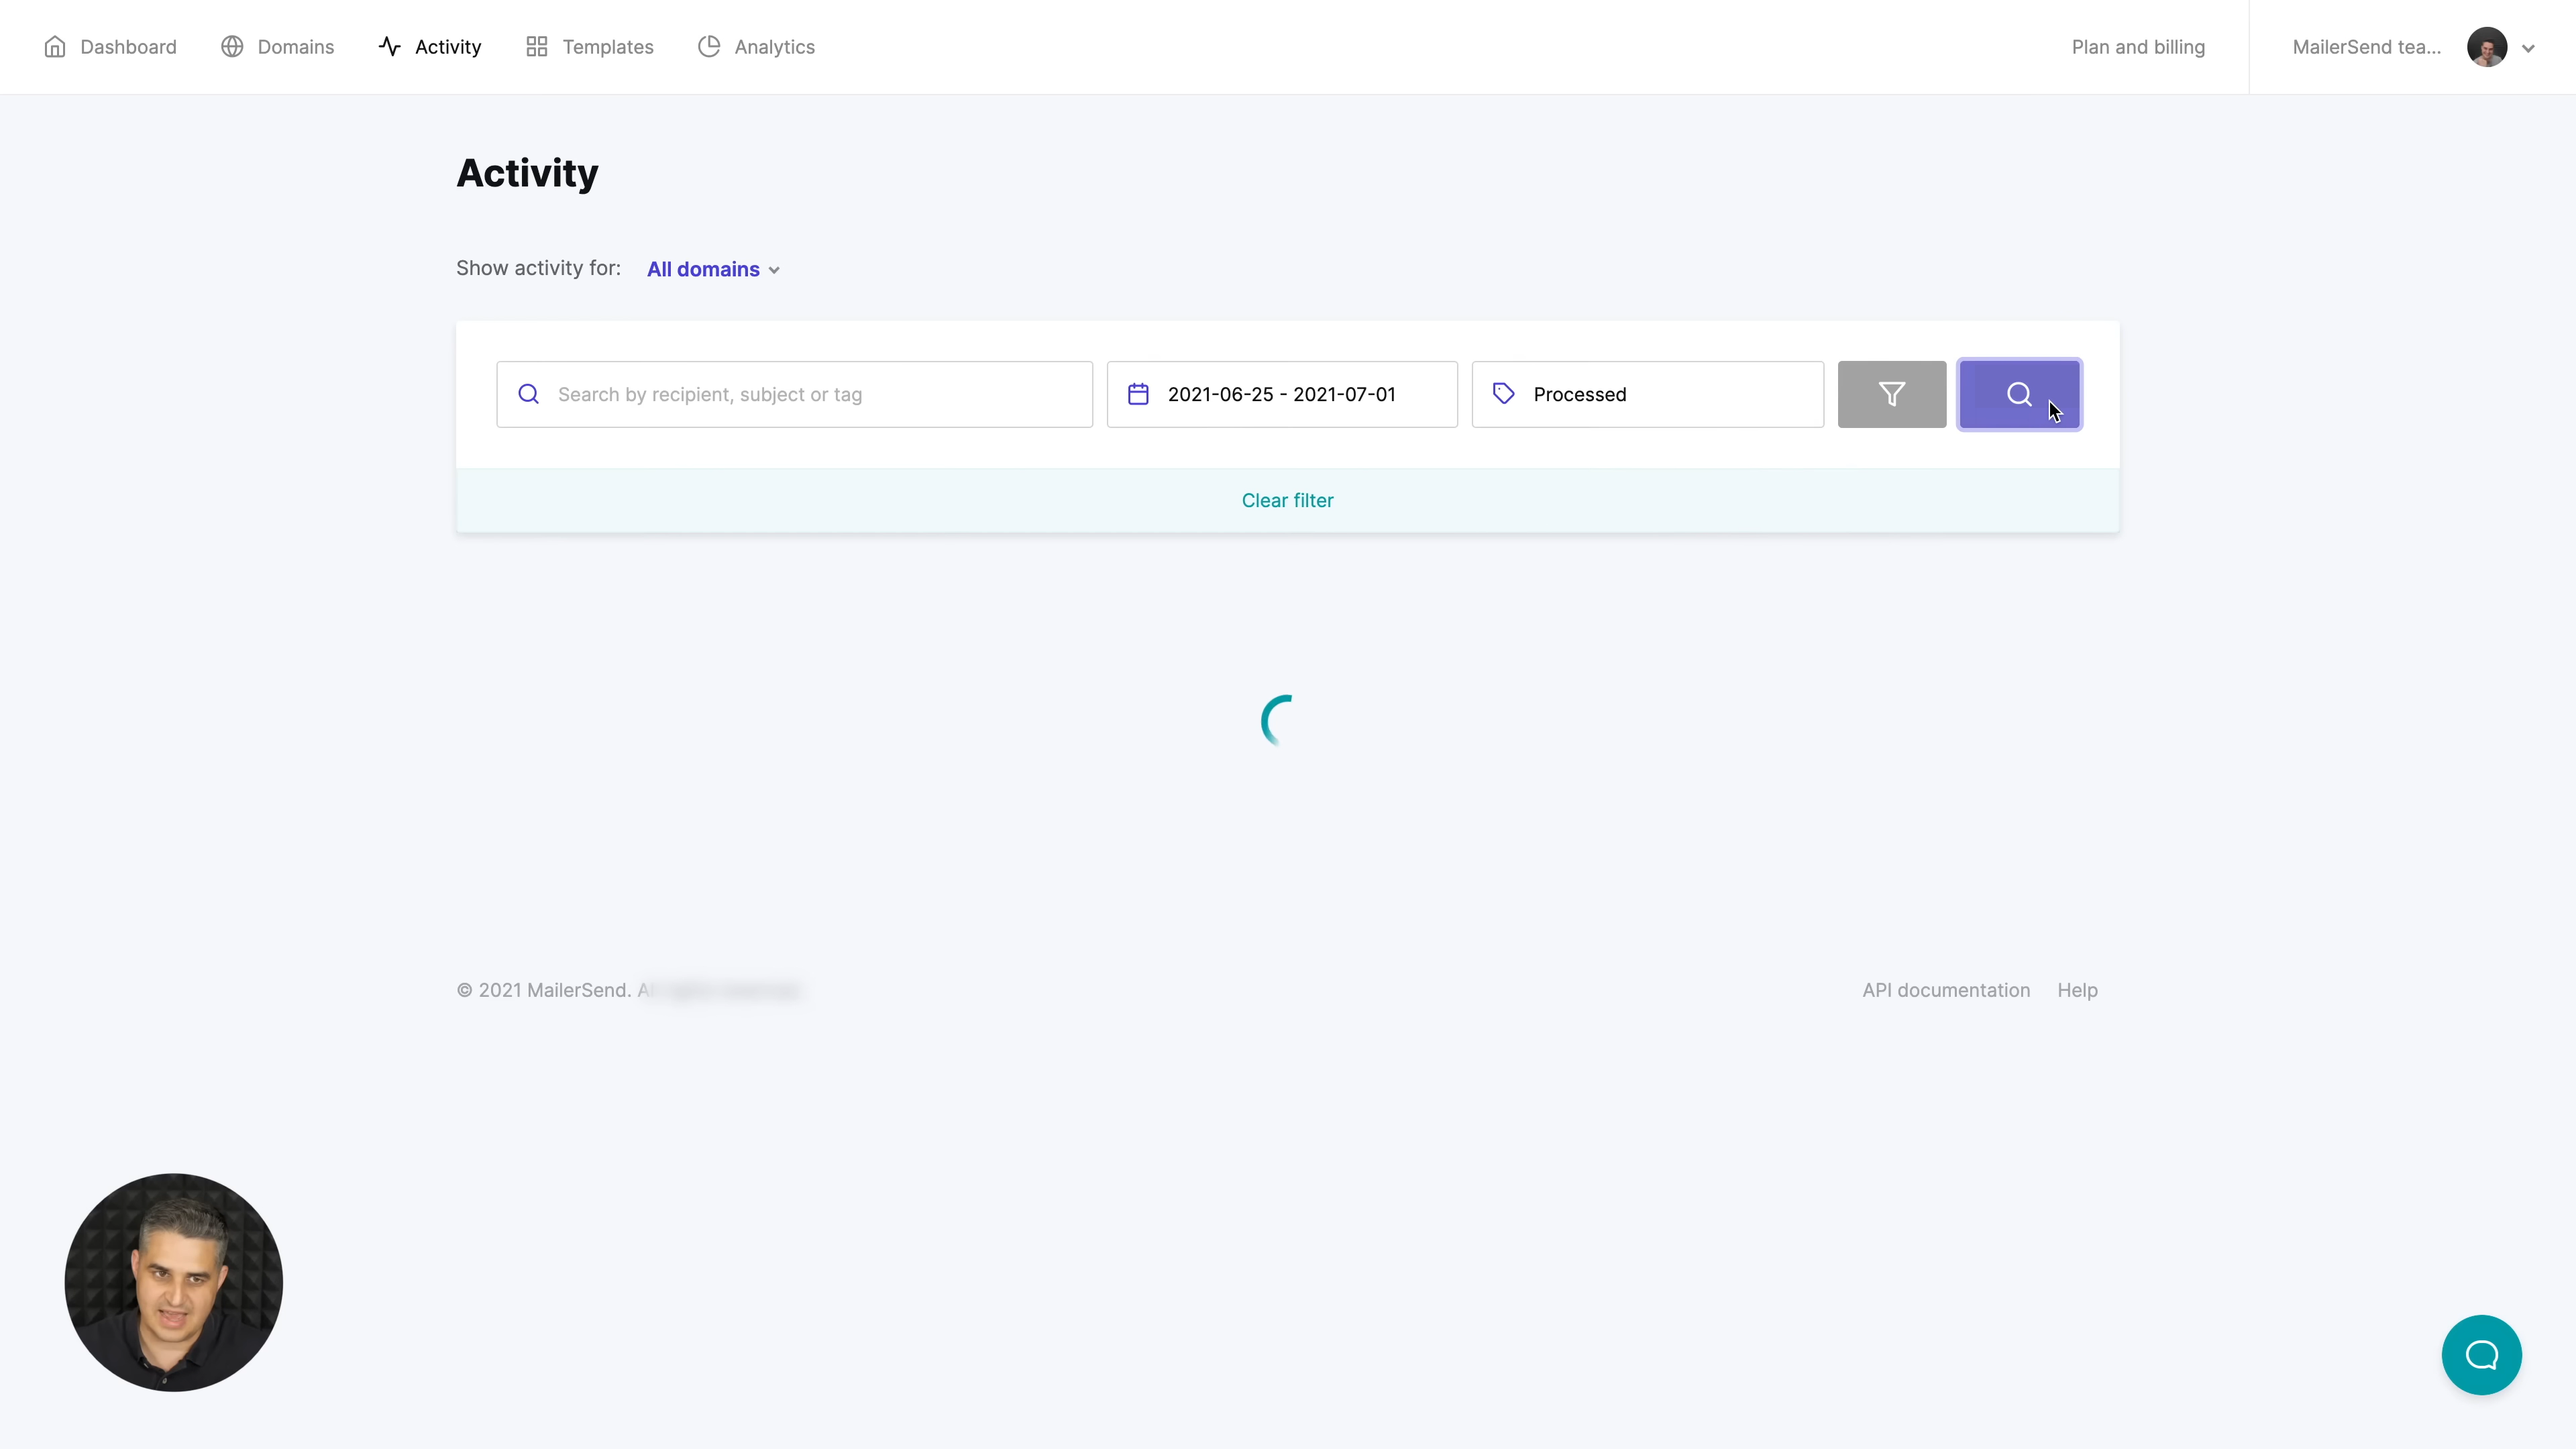 Dashboard Domains Activity Templates Analytics Plan and billing MailerSend tea...
Activity
Show activity for: All domains
Search by recipient, subject or tag 2021-06-25 - 2021-07-01 Processed
Clear filter
© 2021 MailerSend. API documentation Help